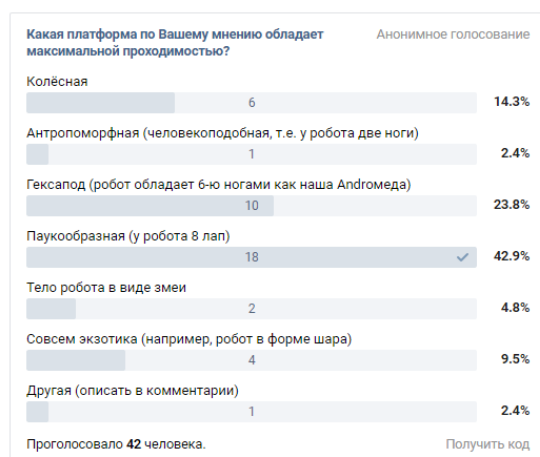 Какая платформа по Вашему мнению обладает Анонимное голосование
максимальной проходимостью?
Колёсная
6 14.3%
Антропоморфная (человекоподобная, т.е. у робота две ноги)
1 2.4%
Гексапод (робот обладает 6-ю ногами как наша Andromeда)
10 23.8%
Паукообразная (у робота 8 лап)
18 42.9%
Тело робота в виде змеи
2 4.8%
Совсем экзотика (например, робот в форме шара)
4 9.5%
Другая (описать в комментарии)
1 2.4%
Проголосовало 42 человека. Получить код